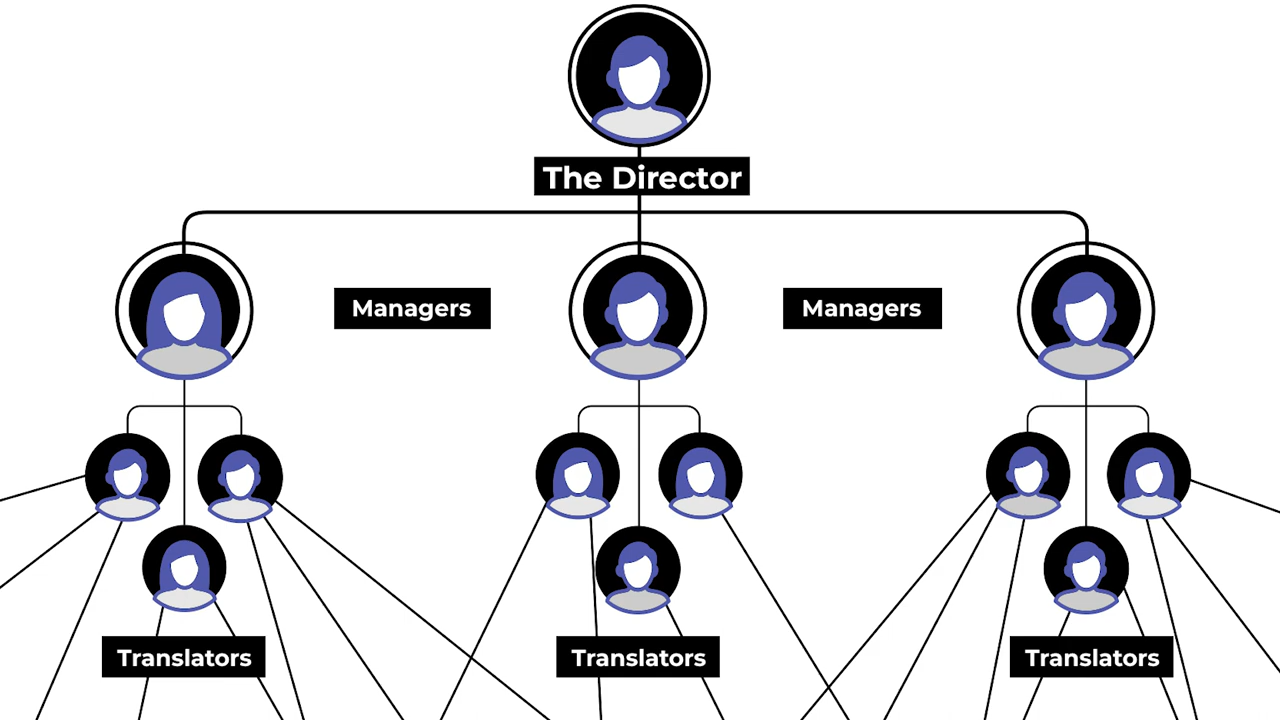 The Director
Managers
Managers
Translators
Translators
Translators